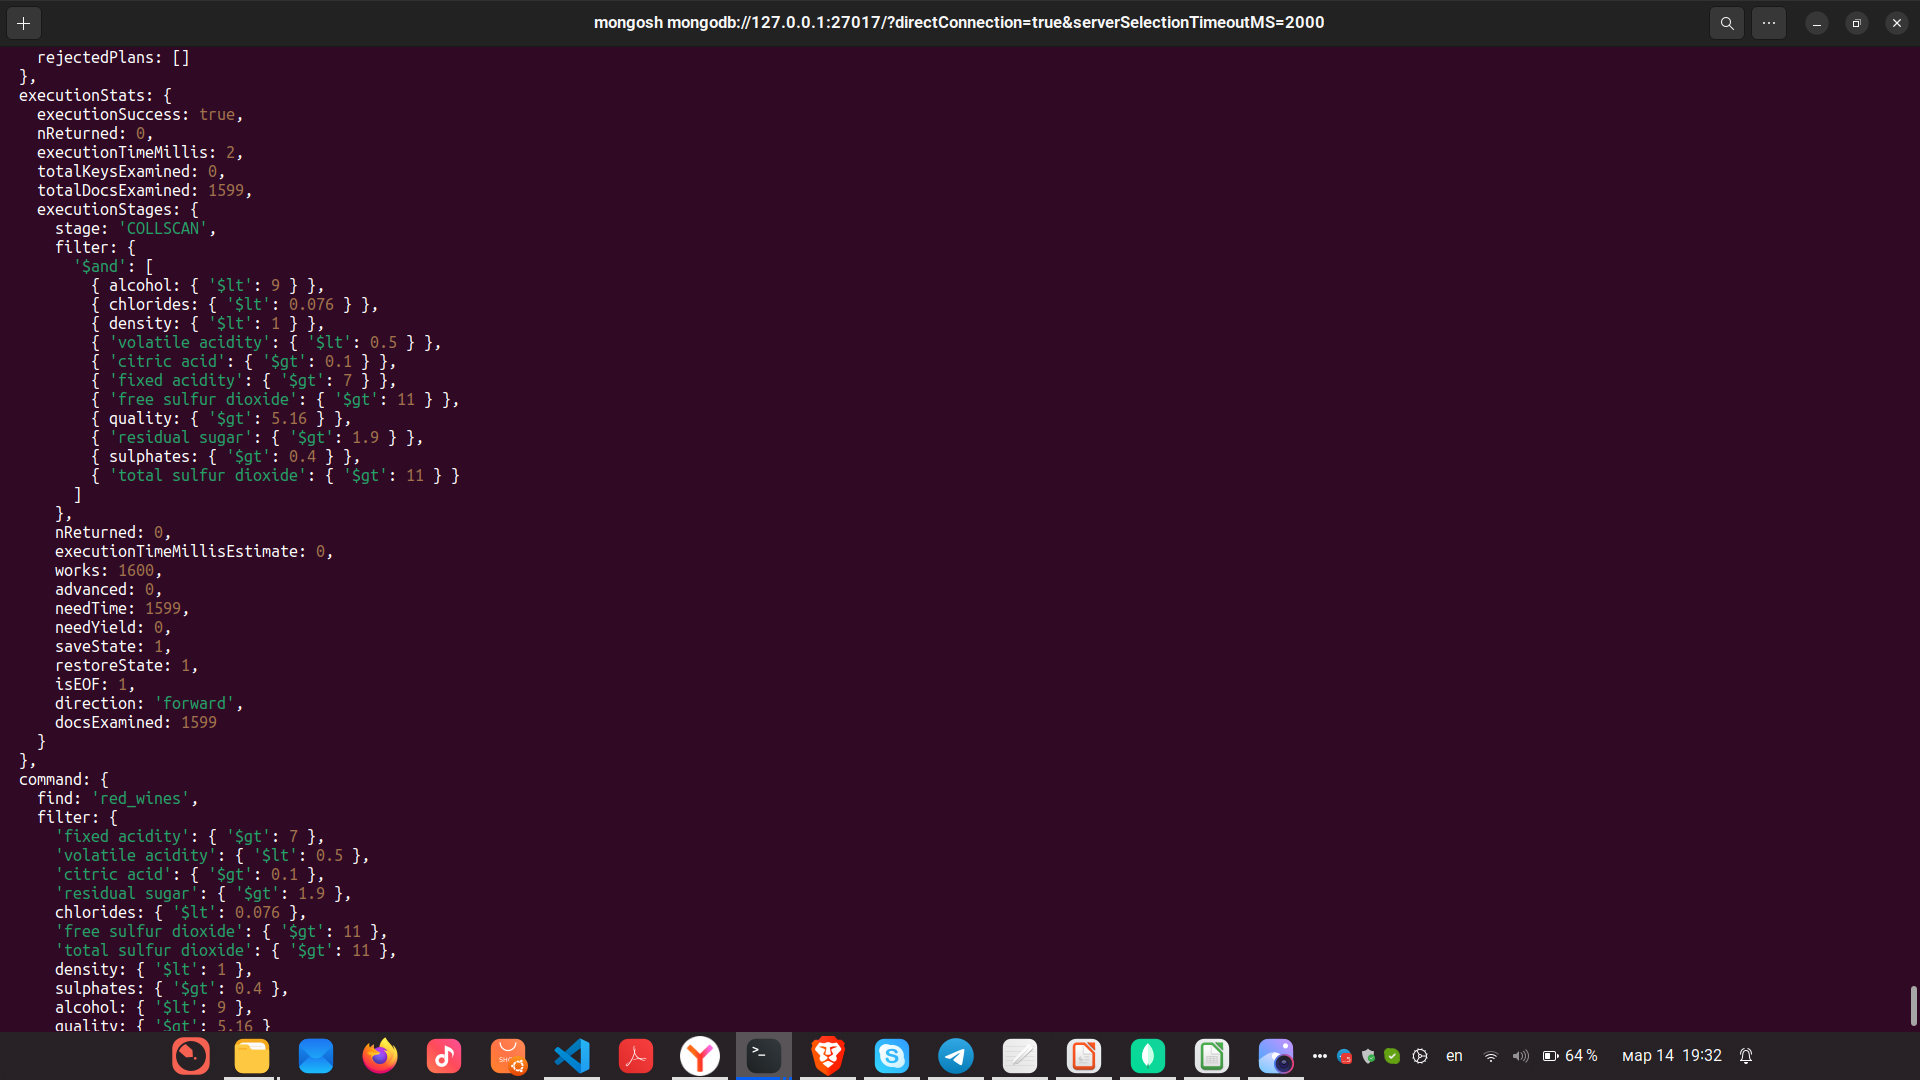 mongosh mongodb://127.0.0.1:27017/?directConnection=true&serverSelectionTimeoutMS=2000
rejectedPlans: []
},
executionStats: {
executionSuccess: true,
nReturned: 0,
executionTimeMillis: 2,
totalKeysExamined: 0,
totalDocsExamined: 1599,
executionStages: {
stage: 'COLLSCAN',
filter: {
'$and': [
{ alcohol: { '$lt': 9 } },
{ chlorides: { '$lt': 0.076 } },
{ density: { '$lt': 1 } },
{ 'volatile acidity': { '$lt': 0.5 } },
{ 'citric acid': { '$gt': 0.1 } },
{ 'fixed acidity': { '$gt': 7 } },
{ 'free sulfur dioxide': { '$gt': 11 } },
{ quality: { '$gt': 5.16 } },
{ 'residual sugar': { '$gt': 1.9 } },
{ sulphates: { '$gt': 0.4 } },
{ 'total sulfur dioxide': { '$gt': 11 } }
]
},
nReturned: 0,
executionTimeMillisEstimate: 0,
works: 1600,
advanced: 0,
needTime: 1599,
needYield: 0,
saveState: 1,
restoreState: 1,
isEOF: 1,
direction: 'forward',
docsExamined: 1599
}
},
command: {
find: 'red_wines',
filter: {
'fixed acidity': { '$gt': 7 },
'volatile acidity': { '$lt': 0.5 },
'citric acid': { '$gt': 0.1 },
'residual sugar': { '$gt': 1.9 },
chlorides: { '$lt': 0.076 },
'free sulfur dioxide': { '$gt': 11 },
'total sulfur dioxide': { '$gt': 11 },
density: { '$lt': 1 },
sulphates: { '$gt': 0.4 },
alcohol: { '$lt': 9 },
quality: { '$gt': 5.16 }
en 64 % мар 14 19:32